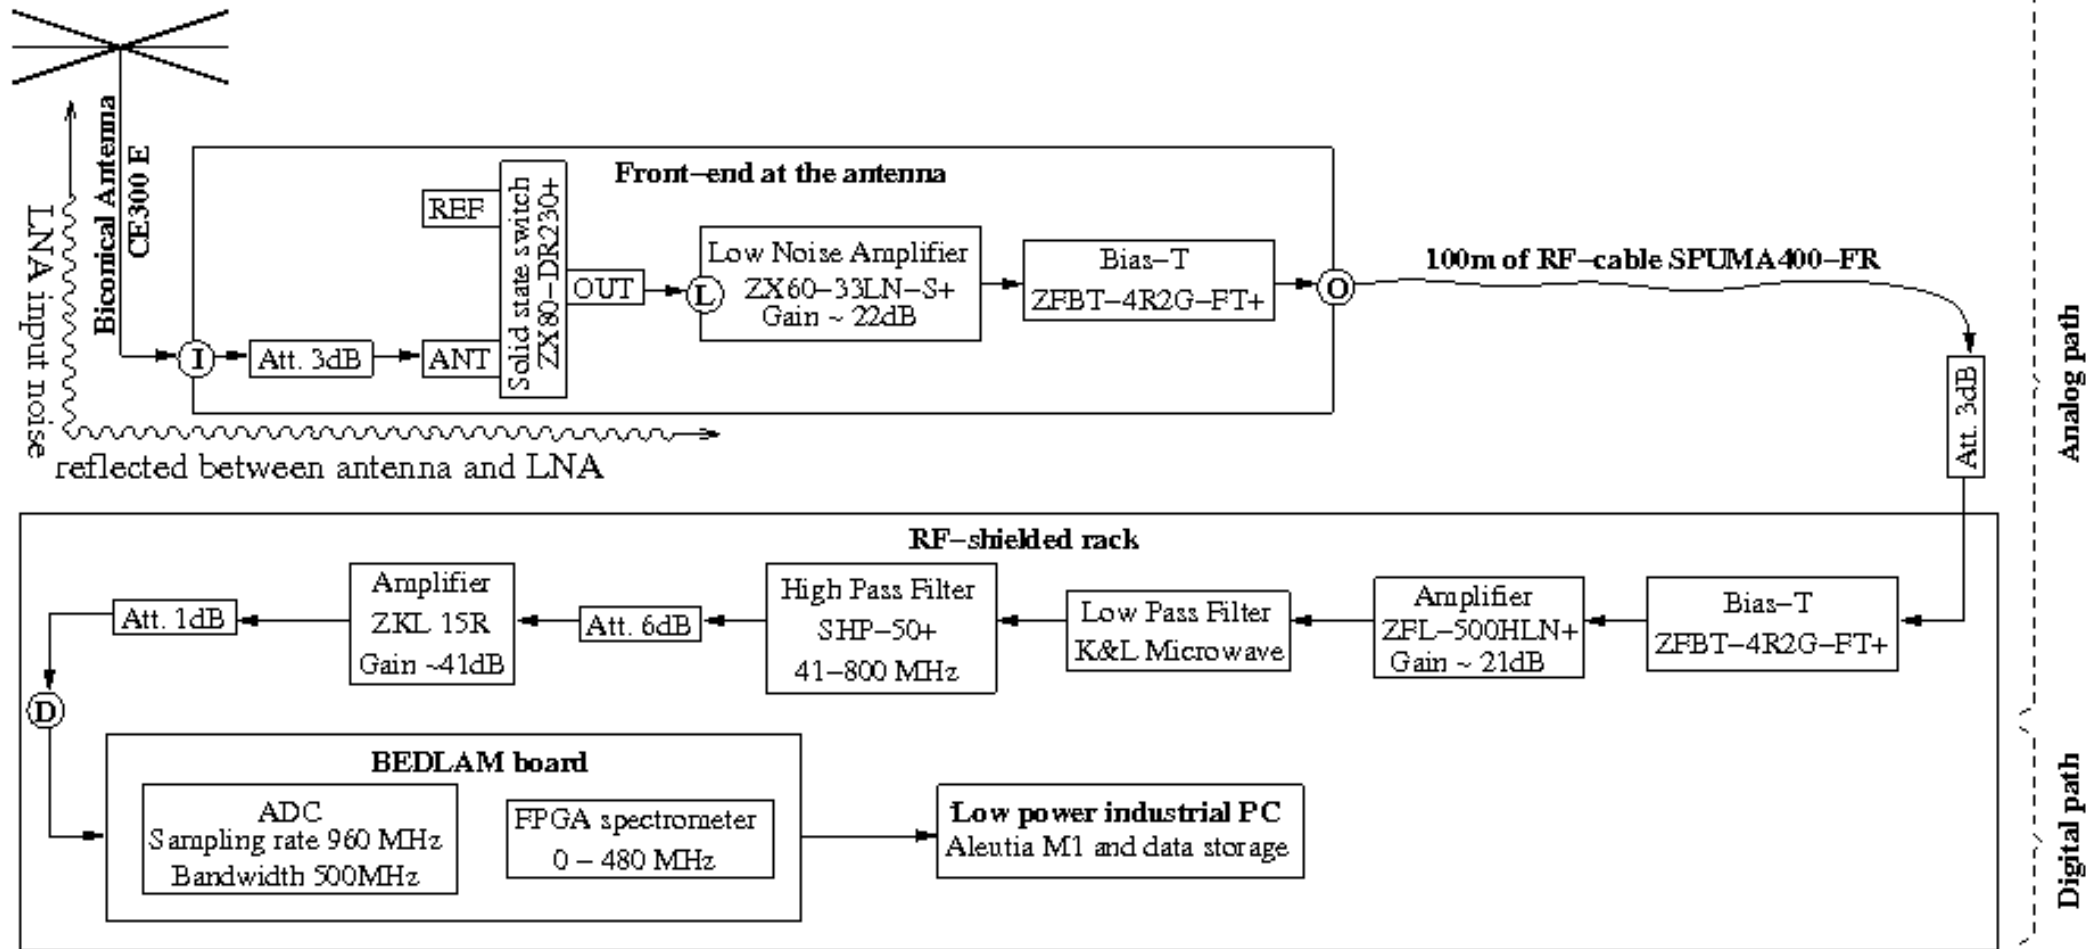 Biconical Antenna
CE300 E
LNA input noise
reflected between antenna and LNA
Front-end at the antenna
I
Att. 3dB
REF
ANT
Solid state switch
ZX80-DR230+
OUT
L
Low Noise Amplifier
ZX60-33LN-S+
Gain ~ 22dB
Bias-T
ZFBT-4R2G-FT+
O
100m of RF-cable SPUMA400-FR
Att. 3dB
Analog path
RF-shielded rack
Bias-T
ZFBT-4R2G-FT+
Amplifier
ZFL-500HLN+
Gain ~ 21dB
Low Pass Filter
K&L Microwave
High Pass Filter
SHP-50+
41-800 MHz
Att. 6dB
Amplifier
ZKL 15R
Gain ~41dB
Att. 1dB
D
BEDLAM board
ADC
Sampling rate 960 MHz
Bandwidth 500MHz
FPGA spectrometer
0 - 480 MHz
Low power industrial PC
Aleutia M1 and data storage
Digital path